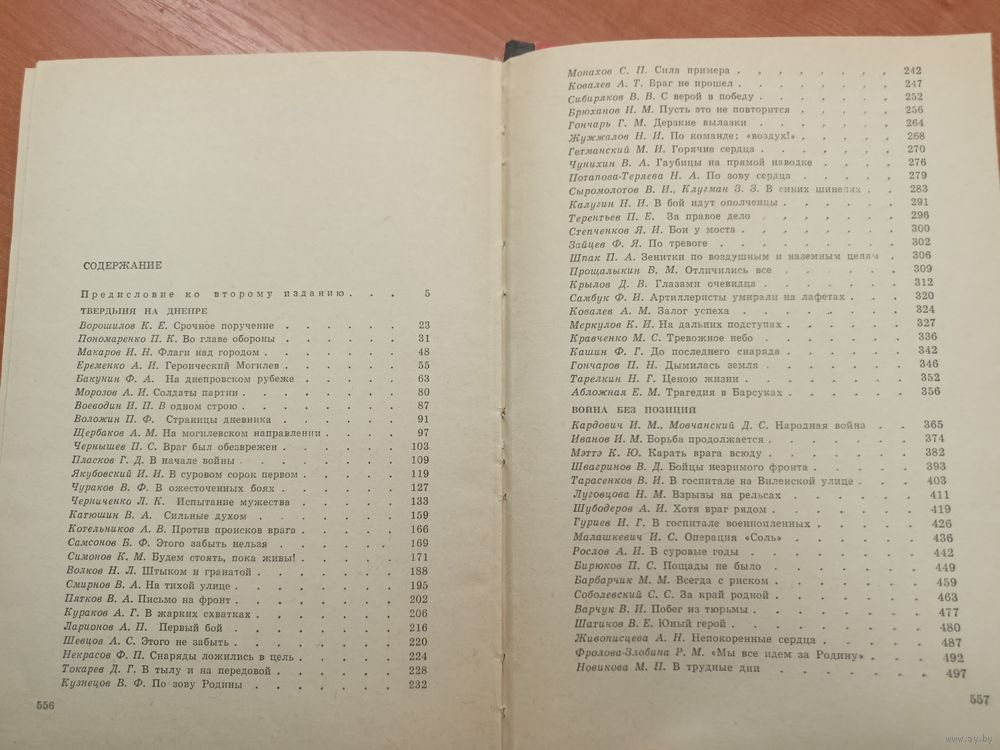 СОДЕРЖАНИЕ
Предисловие ко второму изданию . . . 5
ТВЕРДЫНЯ НА ДНЕПРЕ
Ворошилов К. Е. Срочное поручение . . . . . 23
Пономаренко П. К. Во главе обороны . . . . . 31
Макаров И. Н. Флаги над городом . . . . . . 48
Еременко А. И. Героический Могилев . . . . . 55
Бакунин Ф. А. На днепровском рубеже . . . . . 63
Морозов А. И. Солдаты партии . . . . . . 80
Воеводин И. П. В одном строю . . . . . . 87
Воложин П. Ф. Страницы дневника . . . . . 91
Щербаков А. М. На могилевском направлении . . . . 97
Чернышев П. С. Враг был обезврежен . . . . . 103
Пласков Г. Д. В начале войны . . . . . . 109
Якубовский И. И. В суровом сорок первом . . . . 119
Чураков В. Ф. В ожесточенных боях . . . . . 127
Черниченко Л. К. Испытание мужества . . . . . 133
Катюшин В. А. Сильные духом . . . . . . 159
Котельников А. В. Против происков врага . . . . . 166
Самсонов В. Ф. Этого забыть нельзя . . . . . 169
Симонов К. М. Будем стоять, пока живы! . . . . 171
Волков Н. Л. Штыком и гранатой . . . . . . 188
Смирнов В. А. На тихой улице . . . . . . 195
Пятков В. А. Письмо на фронт . . . . . . 202
Кураков А. Г. В жарких схватках . . . . . . 206
Ларионов А. П. Первый бой . . . . . . 216
Шевцов А. С. Этого не забыть . . . . . . 220
Некрасов Ф. П. Снаряды ложились в цель . . . . 224
Токарев Д. Г. В тылу и на передовой . . . . . 228
Кузнецов В. Ф. По зову Родины . . . . . . 232
556
Монахов С. П. Сила примера . . . . . . . 242
Ковалев А. Т. Враг не прошел . . . . . . . 247
Сибиряков В. В. С верой в победу . . . . . . 252
Брюханов И. М. Пусть это не повторится . . . . . 256
Гончарь Г. М. Дерзкие вылазки . . . . . . 264
Жужжалов Н. И. По команде: «воздух!» . . . . . 268
Гетманский М. И. Горячие сердца . . . . . . 270
Чунихин В. А. Гаубицы на прямой наводке . . . . 276
Потапова-Теряева Н. А. По зову сердца . . . . . 279
Сыромолотов В. И., Клугман З. З. В синих шинелях . . 283
Калугин Н. И. В бой идут ополченцы . . . . . 291
Терентьев П. Е. За правое дело . . . . . . 296
Степченков Я. И. Бои у моста . . . . . . . 300
Зайцев Ф. Я. По тревоге . . . . . . . 302
Шпак П. А. Зенитки по воздушным и наземным целям . 306
Прощалыкин В. М. Отличились все . . . . . 309
Крылов Д. В. Глазами очевидца . . . . . . 312
Самбук Ф. И. Артиллеристы умирали на лафетах . . . 320
Ковалев А. М. Залог успеха . . . . . . . 324
Меркулов К. И. На дальних подступах . . . . . 327
Кравченко М. С. Тревожное небо . . . . . . 336
Кашин Ф. Г. До последнего снаряда . . . . . 342
Гончаров П. Н. Дымилась земля . . . . . . 346
Тарелкин Н. Г. Ценою жизни . . . . . . . 352
Абложная Е. М. Трагедия в Барсуках . . . . . 356
ВОЙНА БЕЗ ПОЗИЦИЙ
Кардович И. М., Мовчанский Д. С. Народная война . . 365
Иванов И. М. Борьба продолжается . . . . . . 374
Мэттэ К. Ю. Карать врага всюду . . . . . . 382
Швагринов В. Д. Бойцы незримого фронта . . . . 393
Тарасенков В. И. В госпитале на Виленской улице . . . 403
Луговцова Н. М. Взрывы на рельсах . . . . . 411
Шубодеров А. И. Хотя враг рядом . . . . . . 419
Гуриев И. Г. В госпитале военнопленных . . . . . 426
Малашкевич И. С. Операция «Соль» . . . . . 436
Рослов А. И. В суровые годы . . . . . . 442
Бирюков П. С. Пощады не было . . . . . . 449
Барбарчик М. М. Всегда с риском . . . . . . 459
Соболевский С. С. За край родной . . . . . . 463
Варчук В. И. Побег из тюрьмы . . . . . . 477
Шатиков В. Е. Юный герой . . . . . . . 480
Живописцева А. Н. Непокоренные сердца . . . . . 487
Фролова-Злобина Р. М. «Мы все идем за Родину» . . . 492
Новикова М. П. В трудные дни . . . . . . 497
557
www.ay.by